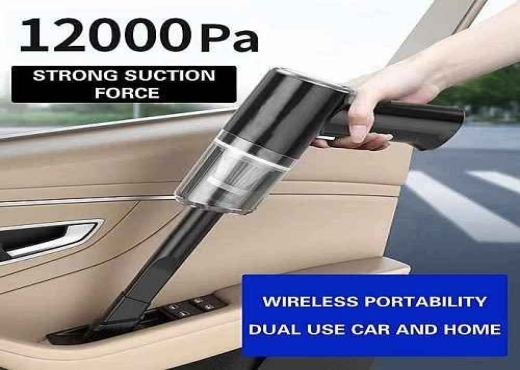 12000Pa
STRONG SUCTION
FORCE
WIRELESS PORTABILITY
DUAL USE CAR AND HOME